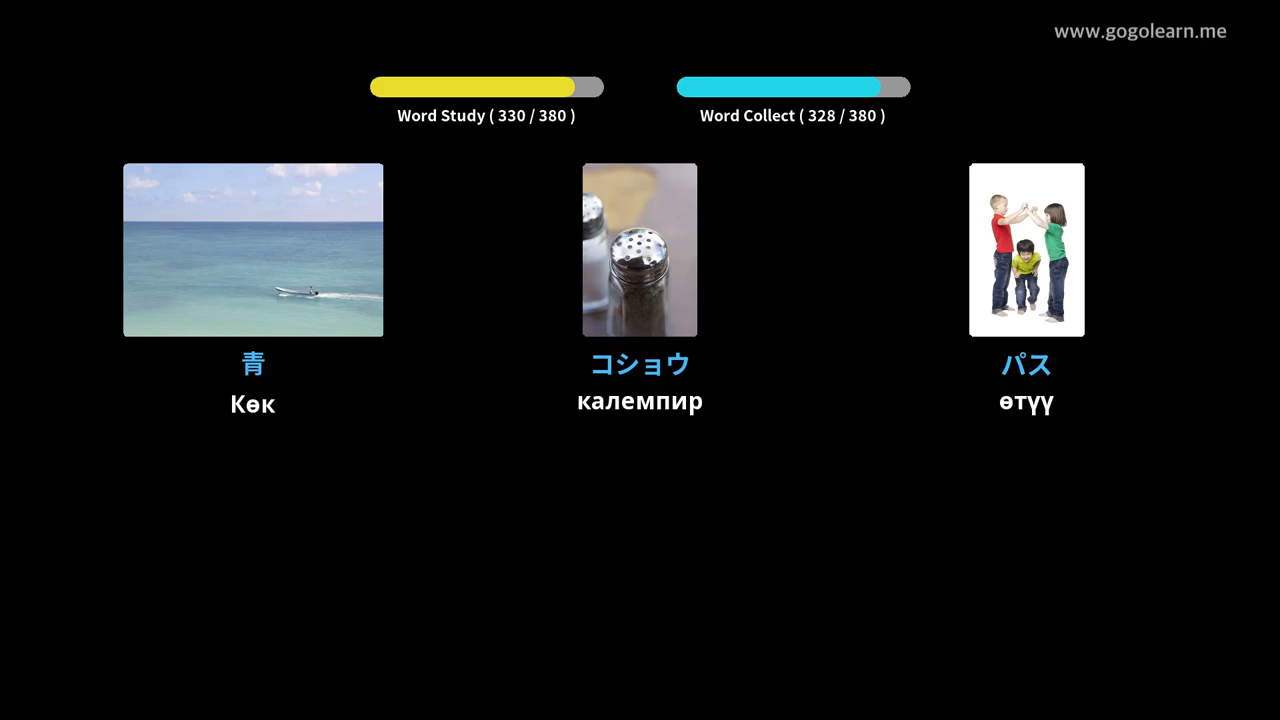 www.gogolearn.me
Word Study ( 330 / 380 )
Word Collect ( 328 / 380 )
青
コショウ
パス
Көк
калемпир
өтүү